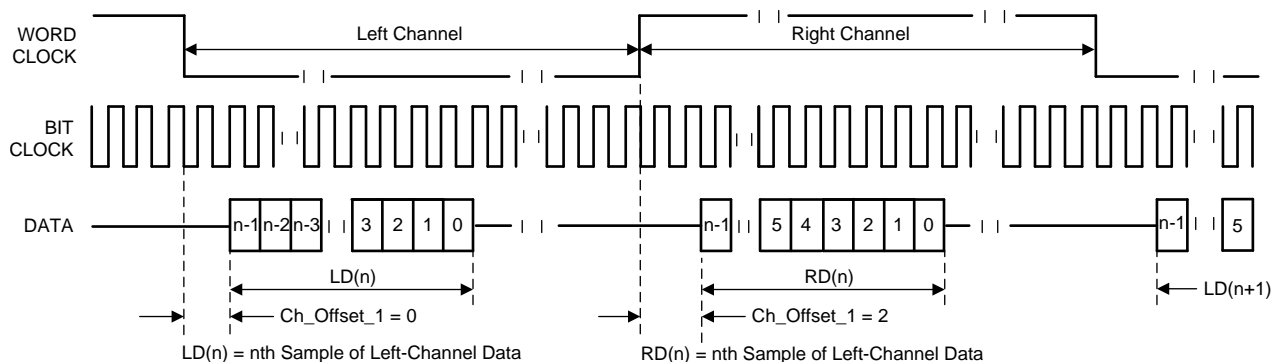 WORD
CLOCK
Left Channel
Right Channel
BIT
CLOCK
DATA
n-1 n-2 n-3 3 2 1 0
n-1 5 4 3 2 1 0
n-1 5
LD(n)
RD(n)
LD(n+1)
Ch_Offset_1 = 0
Ch_Offset_1 = 2
LD(n) = nth Sample of Left-Channel Data
RD(n) = nth Sample of Left-Channel Data